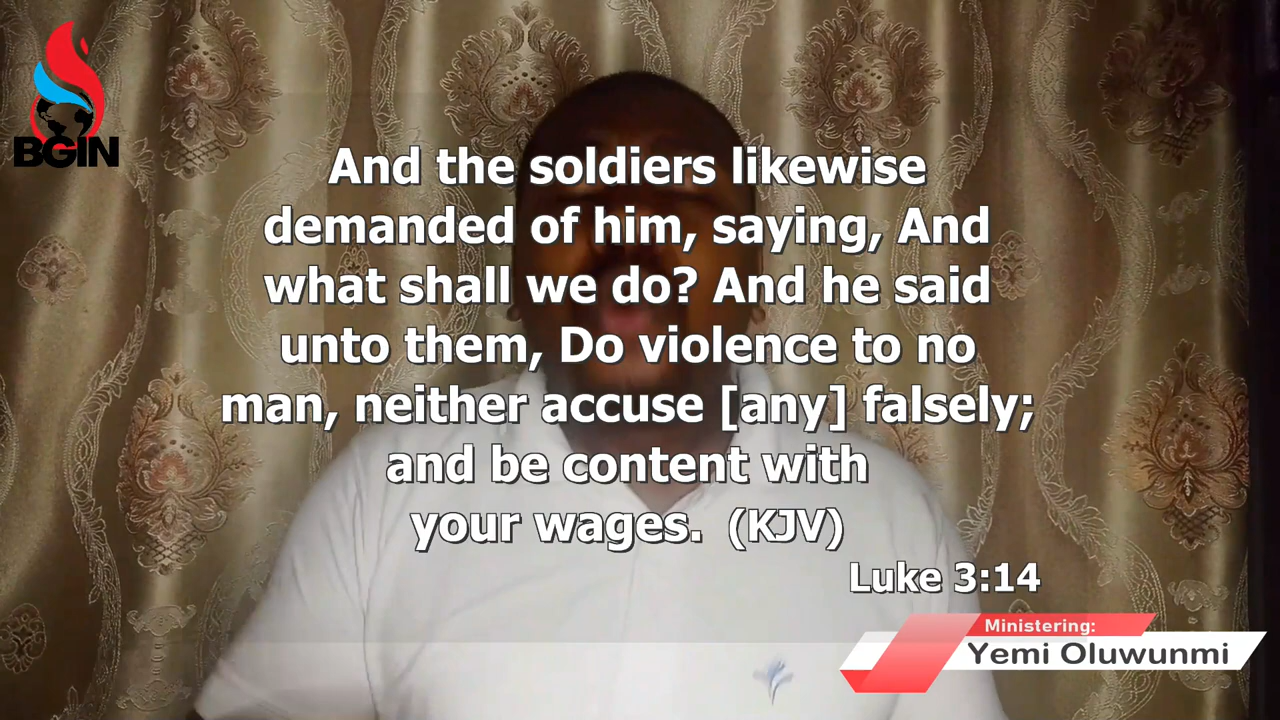 BGIN
And the soldiers likewise
demanded of him, saying, And
what shall we do? And he said
unto them, Do violence to no
man, neither accuse [any] falsely;
and be content with
your wages. (KJV)
Luke 3:14
Ministering:
Yemi Oluwunmi